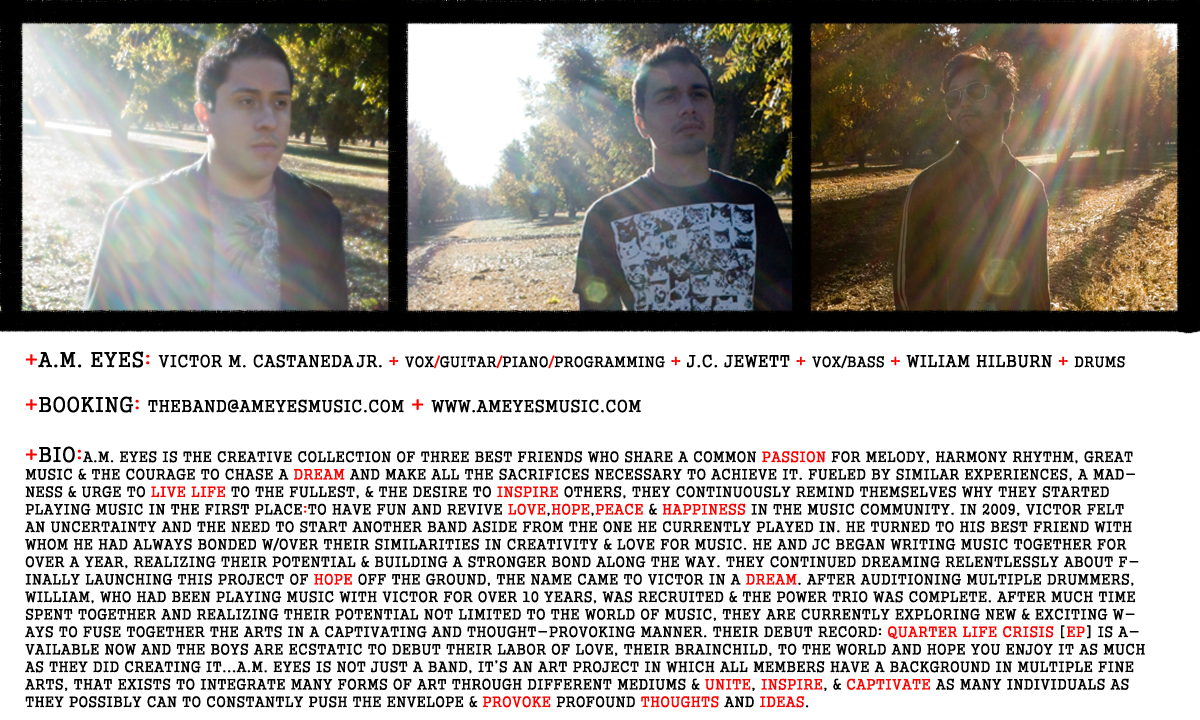 +A.M. EYES: VICTOR M. CASTANEDA JR. + VOX/GUITAR/PIANO/PROGRAMMING + J.C. JEWETT + VOX/BASS + WILIAM HILBURN + DRUMS
+BOOKING: THEBAND@AMEYESMUSIC.COM + WWW.AMEYESMUSIC.COM
+BIO:A.M. EYES IS THE CREATIVE COLLECTION OF THREE BEST FRIENDS WHO SHARE A COMMON PASSION FOR MELODY, HARMONY RHYTHM, GREAT
MUSIC & THE COURAGE TO CHASE A DREAM AND MAKE ALL THE SACRIFICES NECESSARY TO ACHIEVE IT. FUELED BY SIMILAR EXPERIENCES, A MAD-
NESS & URGE TO LIVE LIFE TO THE FULLEST, & THE DESIRE TO INSPIRE OTHERS, THEY CONTINUOUSLY REMIND THEMSELVES WHY THEY STARTED
PLAYING MUSIC IN THE FIRST PLACE:TO HAVE FUN AND REVIVE LOVE,HOPE,PEACE & HAPPINESS IN THE MUSIC COMMUNITY. IN 2009, VICTOR FELT
AN UNCERTAINTY AND THE NEED TO START ANOTHER BAND ASIDE FROM THE ONE HE CURRENTLY PLAYED IN. HE TURNED TO HIS BEST FRIEND WITH
WHOM HE HAD ALWAYS BONDED W/OVER THEIR SIMILARITIES IN CREATIVITY & LOVE FOR MUSIC. HE AND JC BEGAN WRITING MUSIC TOGETHER FOR
OVER A YEAR, REALIZING THEIR POTENTIAL & BUILDING A STRONGER BOND ALONG THE WAY. THEY CONTINUED DREAMING RELENTLESSLY ABOUT F-
INALLY LAUNCHING THIS PROJECT OF HOPE OFF THE GROUND, THE NAME CAME TO VICTOR IN A DREAM. AFTER AUDITIONING MULTIPLE DRUMMERS,
WILLIAM, WHO HAD BEEN PLAYING MUSIC WITH VICTOR FOR OVER 10 YEARS, WAS RECRUITED & THE POWER TRIO WAS COMPLETE. AFTER MUCH TIME
SPENT TOGETHER AND REALIZING THEIR POTENTIAL NOT LIMITED TO THE WORLD OF MUSIC, THEY ARE CURRENTLY EXPLORING NEW & EXCITING W-
AYS TO FUSE TOGETHER THE ARTS IN A CAPTIVATING AND THOUGHT-PROVOKING MANNER. THEIR DEBUT RECORD: QUARTER LIFE CRISIS [EP] IS A-
VAILABLE NOW AND THE BOYS ARE ECSTATIC TO DEBUT THEIR LABOR OF LOVE, THEIR BRAINCHILD, TO THE WORLD AND HOPE YOU ENJOY IT AS MUCH
AS THEY DID CREATING IT...A.M. EYES IS NOT JUST A BAND, IT'S AN ART PROJECT IN WHICH ALL MEMBERS HAVE A BACKGROUND IN MULTIPLE FINE
ARTS, THAT EXISTS TO INTEGRATE MANY FORMS OF ART THROUGH DIFFERENT MEDIUMS & UNITE, INSPIRE, & CAPTIVATE AS MANY INDIVIDUALS AS
THEY POSSIBLY CAN TO CONSTANTLY PUSH THE ENVELOPE & PROVOKE PROFOUND THOUGHTS AND IDEAS.